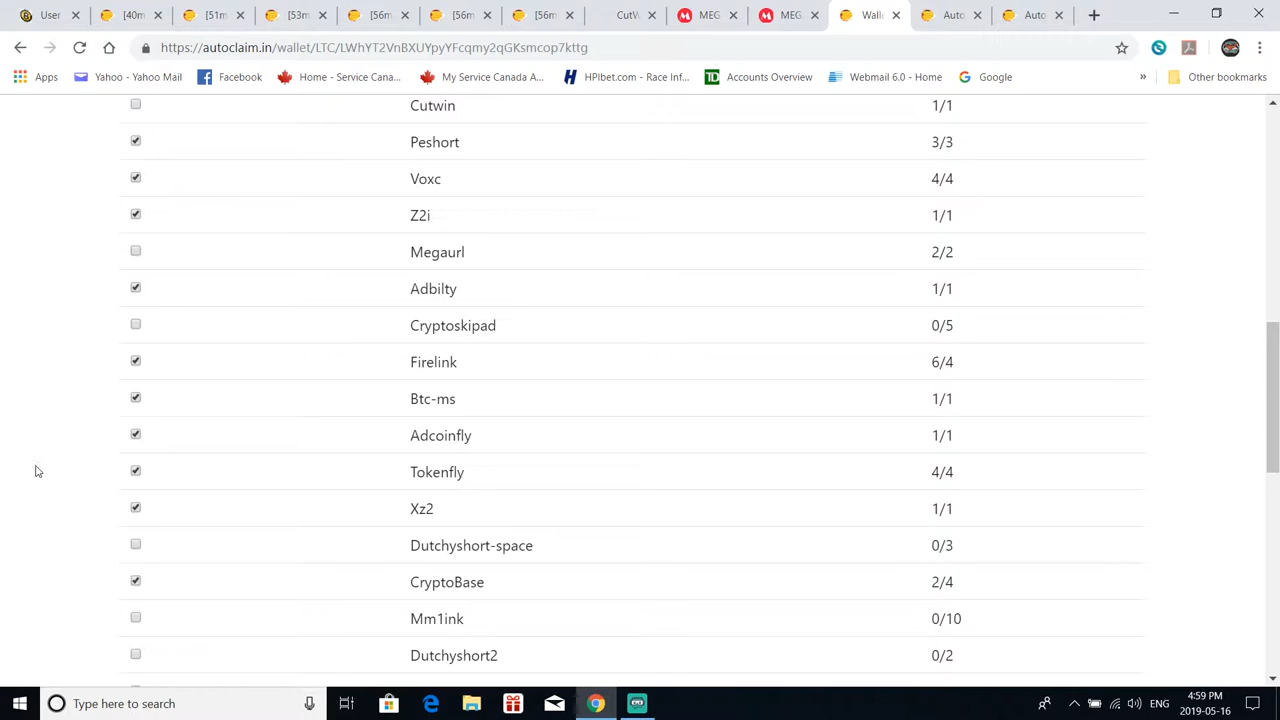 User
[40m
[51m
[53m
[56m
[56m
[56m
CutW
MEG
MEG
Walle
Auto
Auto
https://autoclaim.in/wallet/LTC/LWhYT2VnBXUYpyYFcqmy2qGKsmcop7kttg
Apps
Yahoo - Yahoo Mail
Facebook
Home - Service Cana...
My Service Canada A...
HPIbet.com - Race Inf...
TD
Accounts Overview
Webmail 6.0 - Home
Google
»
Other bookmarks
Cutwin 1/1
Peshort 3/3
Voxc 4/4
Z2i 1/1
Megaurl 2/2
Adbilty 1/1
Cryptoskipad 0/5
Firelink 6/4
Btc-ms 1/1
Adcoinfly 1/1
Tokenfly 4/4
Xz2 1/1
Dutchyshort-space 0/3
CryptoBase 2/4
Mm1ink 0/10
Dutchyshort2 0/2
Type here to search
ENG
4:59 PM
2019-05-16